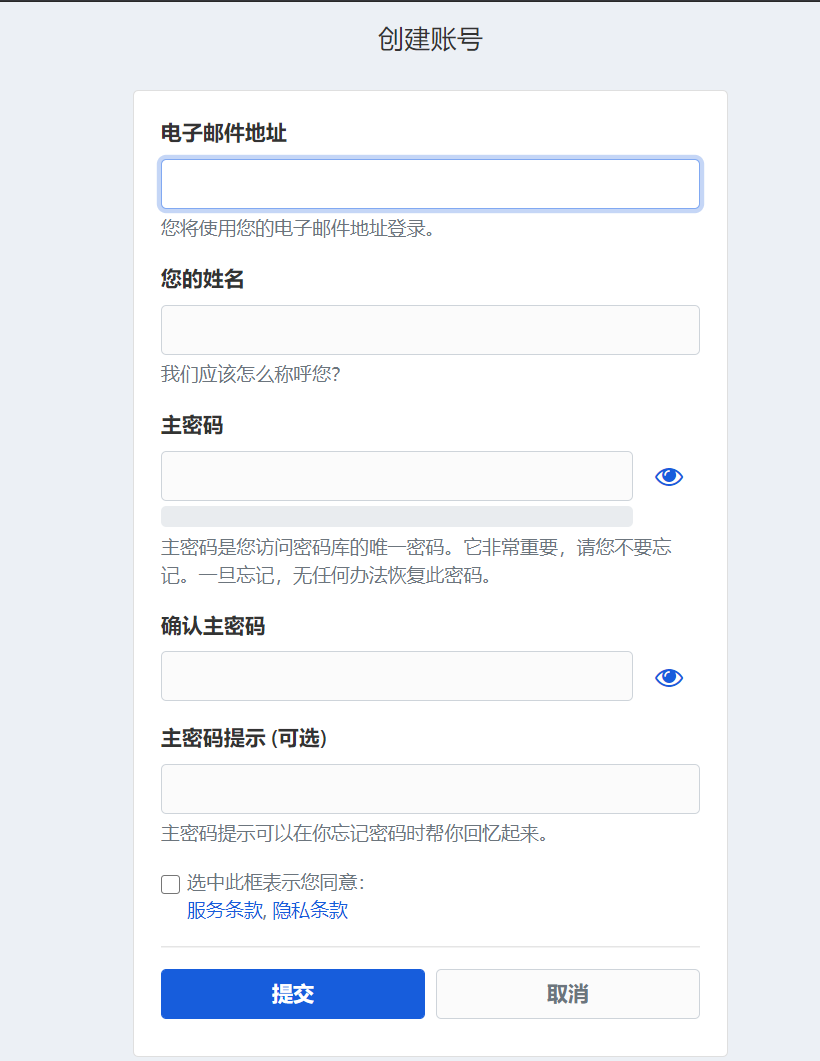 创建账号
电子邮件地址
您将使用您的电子邮件地址登录。
您的姓名
我们应该怎么称呼您?
主密码
主密码是您访问密码库的唯一密码。它非常重要，请您不要忘
记。一旦忘记，无任何办法恢复此密码。
确认主密码
主密码提示 (可选)
主密码提示可以在你忘记密码时帮你回忆起来。
选中此框表示您同意：
服务条款, 隐私条款
提交
取消